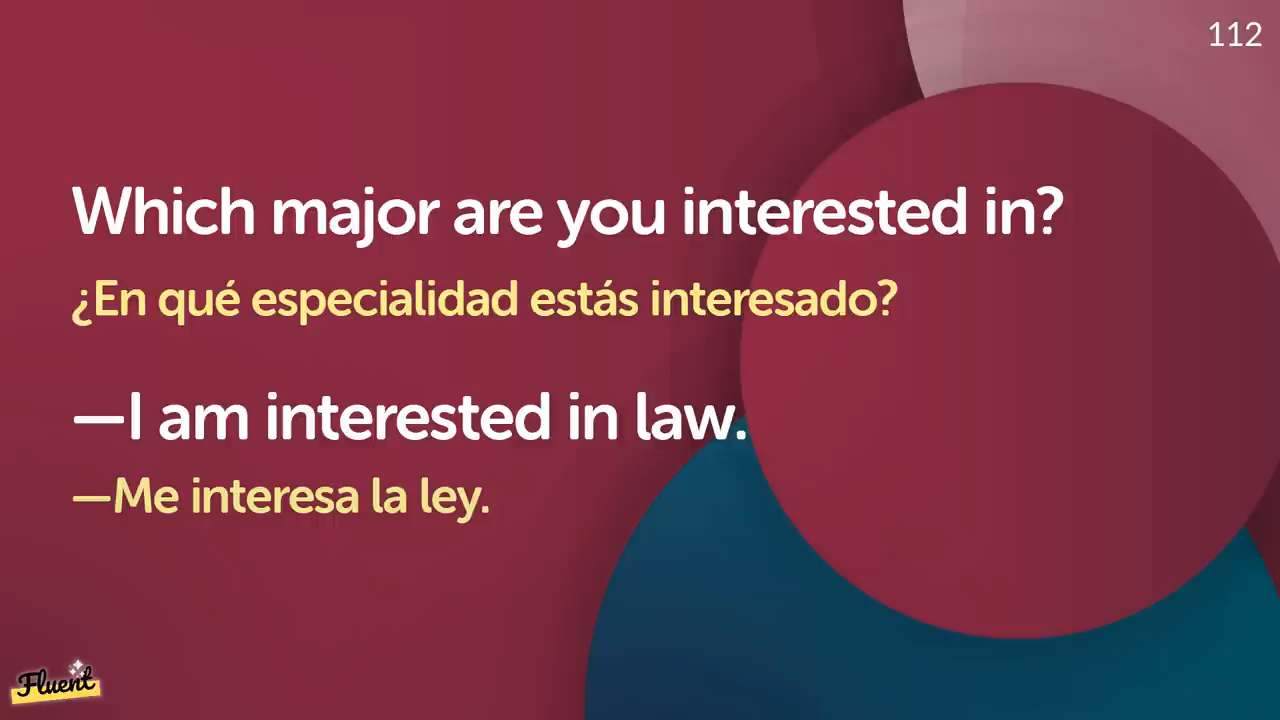 112
Which major are you interested in?
¿En qué especialidad estás interesado?
—I am interested in law.
—Me interesa la ley.
Fluent